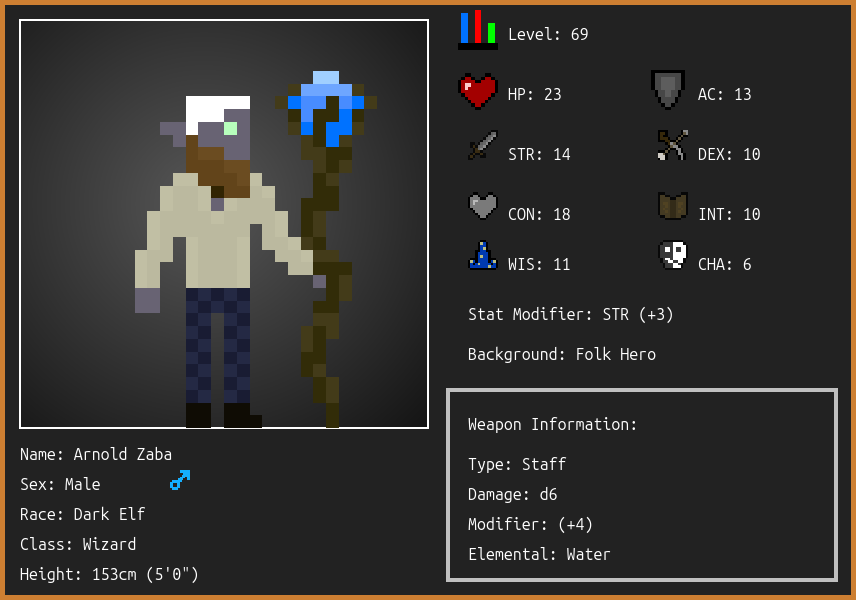 Level: 69
HP: 23
AC: 13
STR: 14
DEX: 10
CON: 18
INT: 10
WIS: 11
CHA: 6
Stat Modifier: STR (+3)
Background: Folk Hero
Weapon Information:
Type: Staff
Damage: d6
Modifier: (+4)
Elemental: Water
Name: Arnold Zaba
Sex: Male
Race: Dark Elf
Class: Wizard
Height: 153cm (5'0")